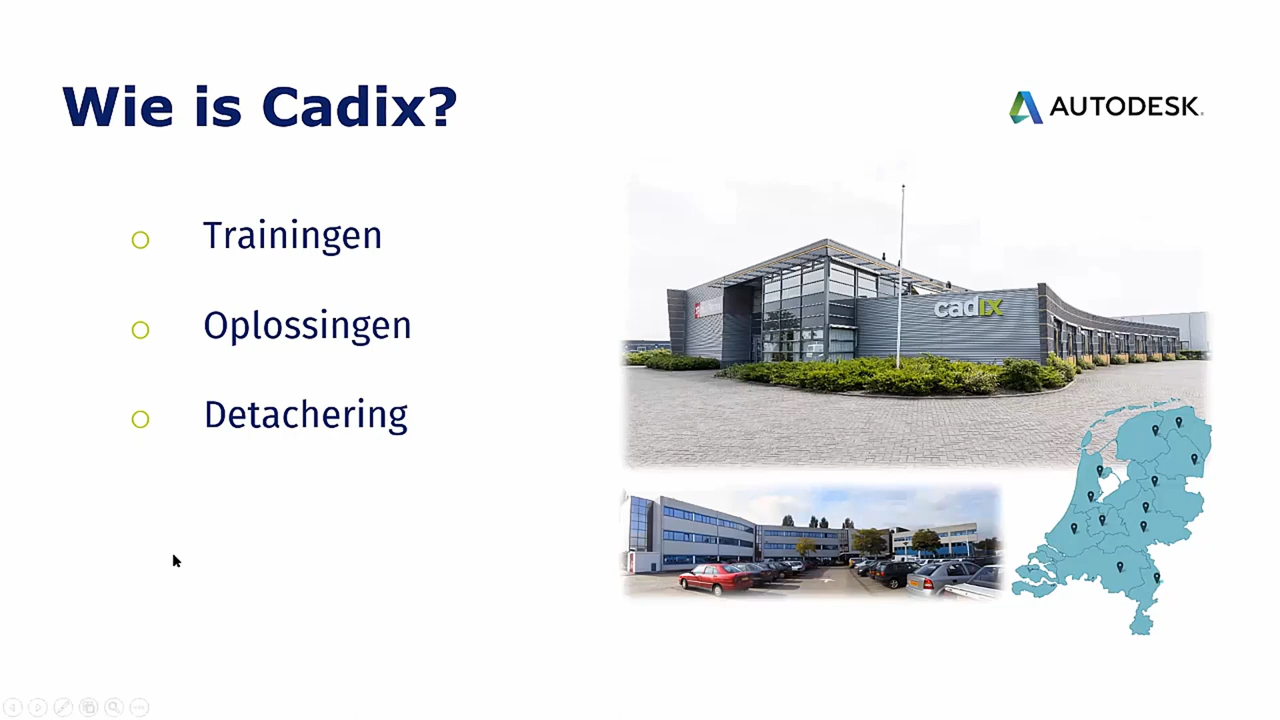 Wie is Cadix?
AUTODESK.
Trainingen
Oplossingen
Detachering
cadix